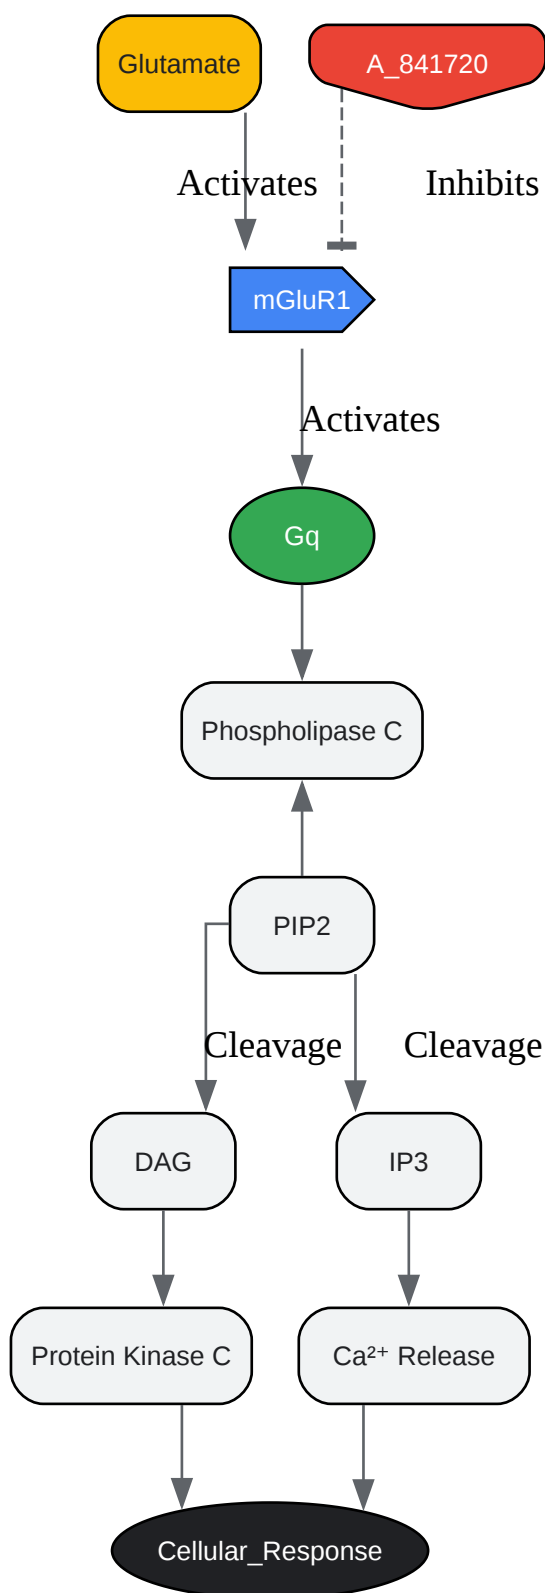 Glutamate
A_841720
Activates
Inhibits
mGluR1
Activates
Gq
Phospholipase C
PIP2
Cleavage
Cleavage
DAG
IP3
Protein Kinase C
Ca²⁺ Release
Cellular_Response